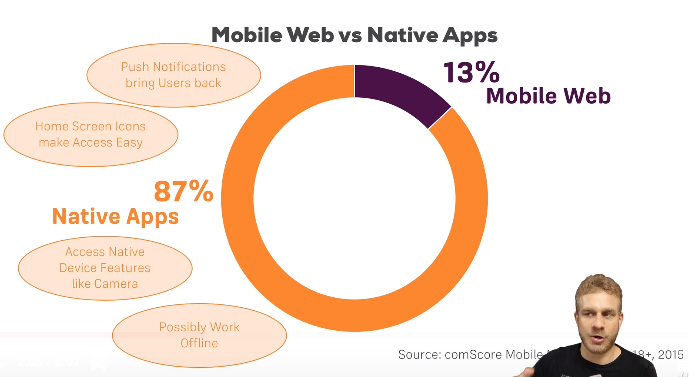 Mobile Web vs Native Apps
Push Notifications
bring Users back
13%
Mobile Web
Home Screen Icons
make Access Easy
87%
Native Apps
Access Native
Device Features
like Camera
Possibly Work
Offline
Source: comScore Mobile 18+, 2015